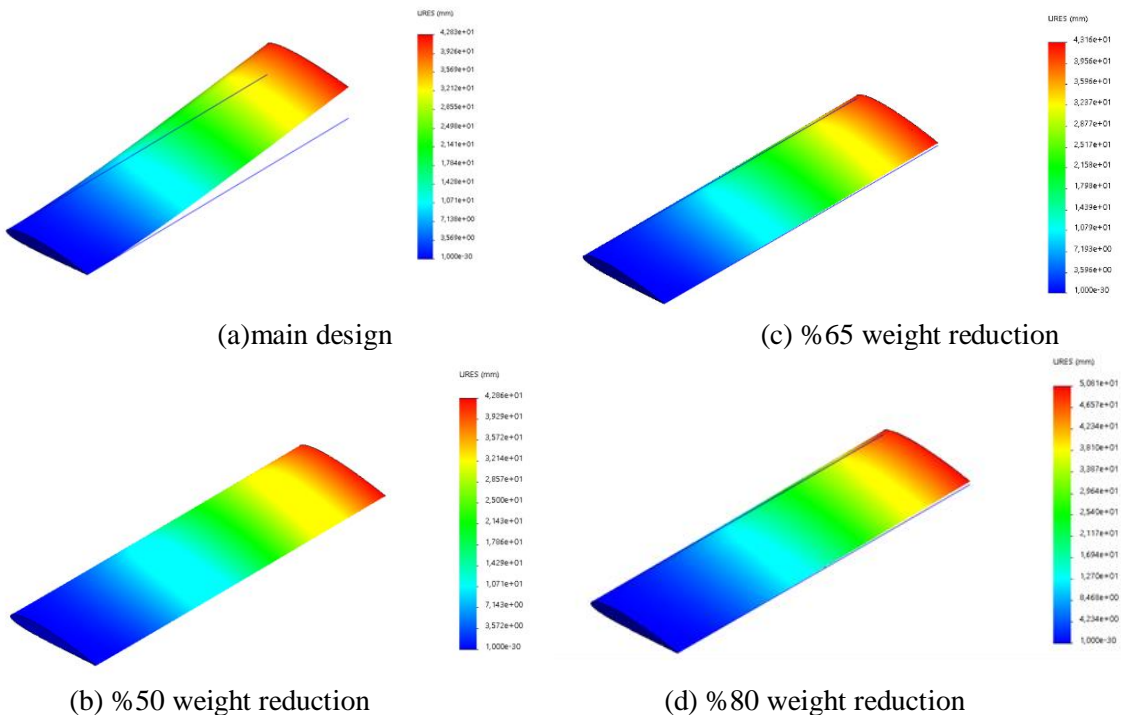 URES (mm)
4,283e+01
3,926e+01
3,569e+01
3,212e+01
2,855e+01
2,498e+01
2,141e+01
1,784e+01
1,428e+01
1,071e+01
7,138e+00
3,569e+00
1,000e-30
(a)main design
URES (mm)
4,316e+01
3,956e+01
3,596e+01
3,237e+01
2,877e+01
2,517e+01
2,158e+01
1,798e+01
1,439e+01
1,079e+01
7,193e+00
3,596e+00
1,000e-30
(c) %65 weight reduction
URES (mm)
4,286e+01
3,929e+01
3,572e+01
3,214e+01
2,857e+01
2,500e+01
2,143e+01
1,786e+01
1,429e+01
1,071e+01
7,143e+00
3,572e+00
1,000e-30
(b) %50 weight reduction
URES (mm)
5,081e+01
4,657e+01
4,234e+01
3,810e+01
3,387e+01
2,964e+01
2,540e+01
2,117e+01
1,694e+01
1,270e+01
8,468e+00
4,234e+00
1,000e-30
(d) %80 weight reduction